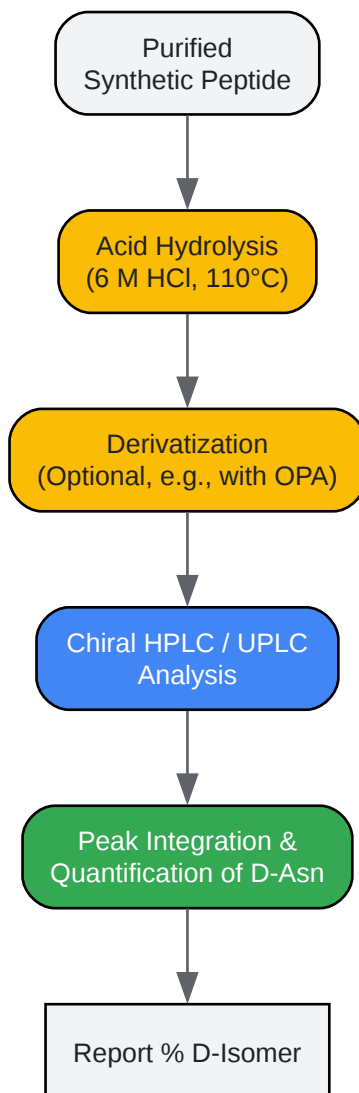 Purified
Synthetic Peptide
Acid Hydrolysis
(6 M HCl, 110°C)
Derivatization
(Optional, e.g., with OPA)
Chiral HPLC / UPLC
Analysis
Peak Integration &
Quantification of D-Asn
Report % D-Isomer